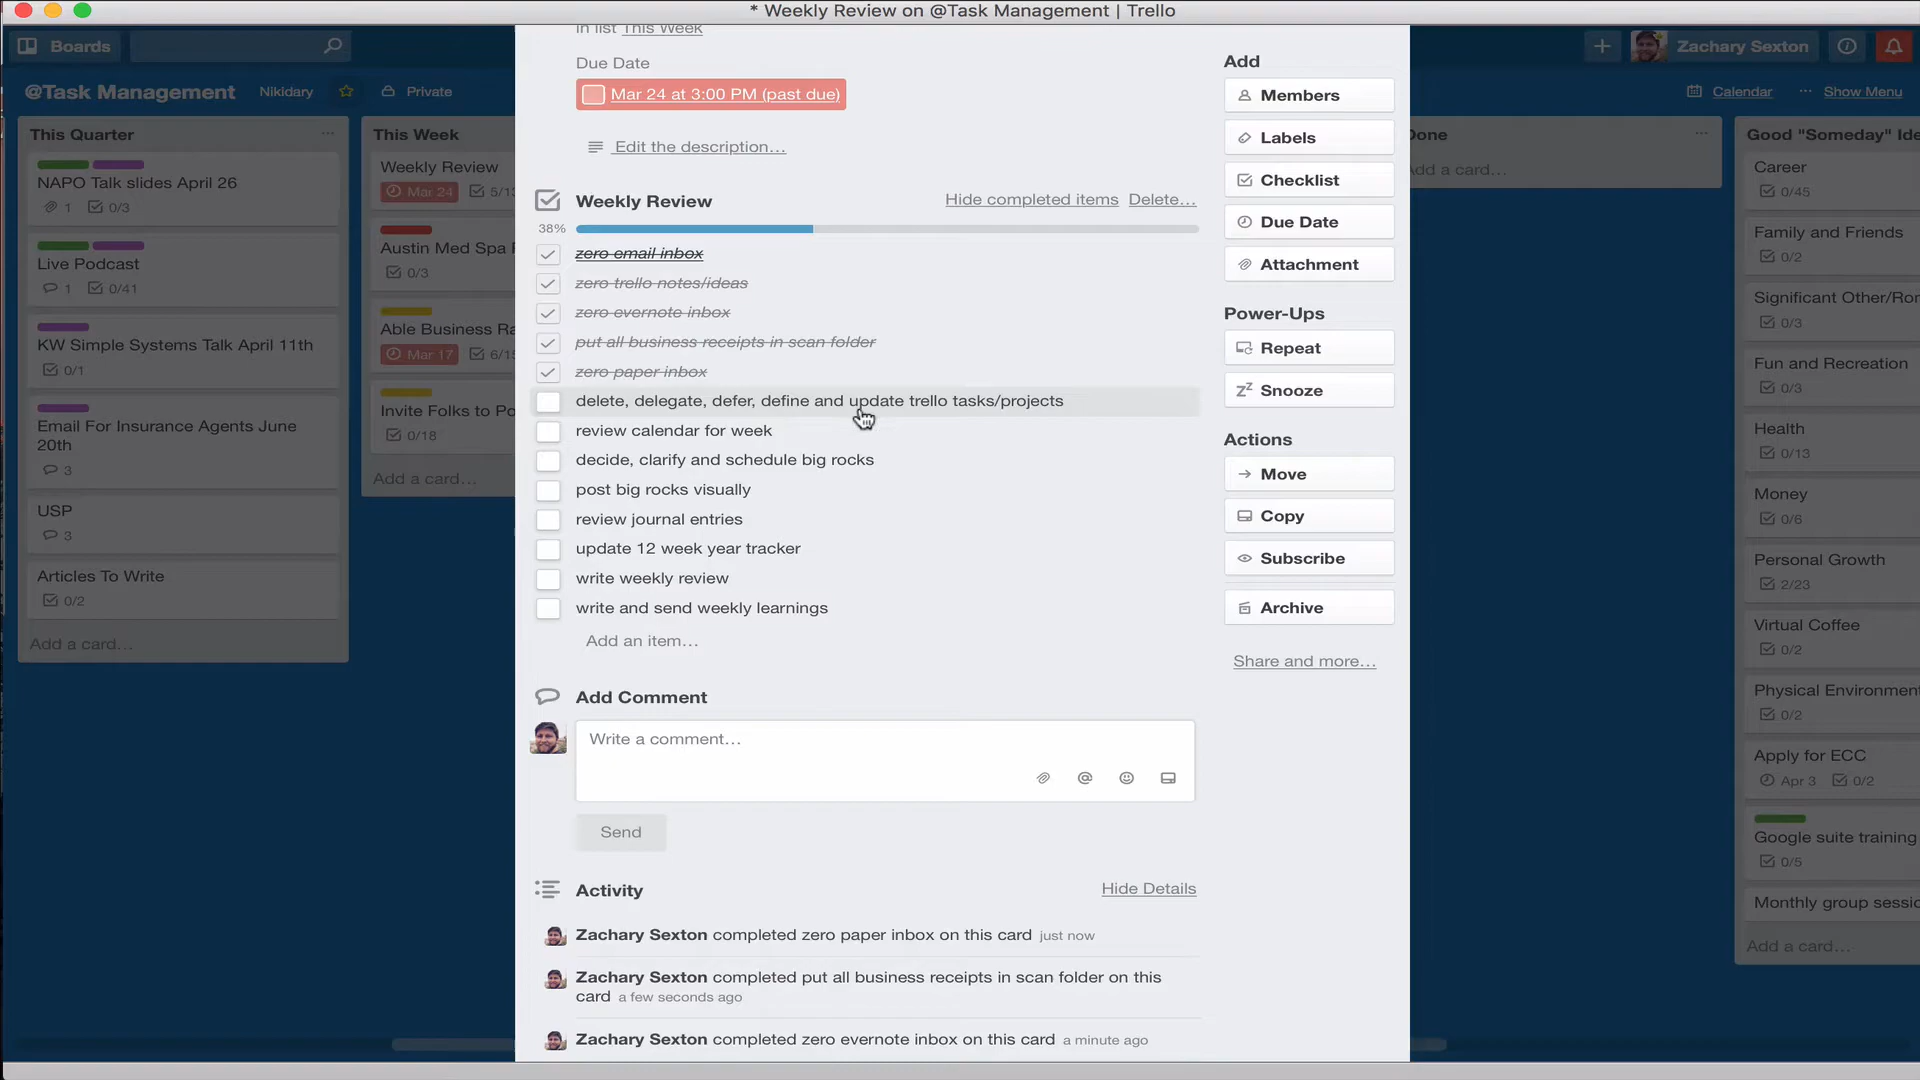 * Weekly Review on @Task Management | Trello
Boards
Zachary Sexton
@Task Management
Nikidary
Private
Calendar
Show Menu
This Quarter
NAPO Talk slides April 26
1 0/3
Live Podcast
1 0/41
KW Simple Systems Talk April 11th
0/1
Email For Insurance Agents June
20th
3
USP
3
Articles To Write
0/2
Add a card…
This Week
Weekly Review
Mar 24 5/13
Austin Med Spa
0/3
Able Business
Mar 17 6/15
Invite Folks to
0/18
Add a card…
in list This Week
Due Date
Mar 24 at 3:00 PM (past due)
Edit the description…
Weekly Review
Hide completed items Delete…
38%
zero email inbox
zero trello notes/ideas
zero evernote inbox
put all business receipts in scan folder
zero paper inbox
delete, delegate, defer, define and update trello tasks/projects
review calendar for week
decide, clarify and schedule big rocks
post big rocks visually
review journal entries
update 12 week year tracker
write weekly review
write and send weekly learnings
Add an item…
Add Comment
Write a comment…
Send
Activity
Hide Details
Zachary Sexton completed zero paper inbox on this card just now
Zachary Sexton completed put all business receipts in scan folder on this
card a few seconds ago
Zachary Sexton completed zero evernote inbox on this card a minute ago
Add
Members
Labels
Checklist
Due Date
Attachment
Power-Ups
Repeat
Snooze
Actions
Move
Copy
Subscribe
Archive
Share and more…
Done
Add a card…
Good "Someday" Ide
Career
0/45
Family and Friends
0/2
Significant Other/Ror
0/3
Fun and Recreation
0/3
Health
0/13
Money
0/6
Personal Growth
2/23
Virtual Coffee
0/2
Physical Environment
0/2
Apply for ECC
Apr 3 0/2
Google suite training
0/5
Monthly group sessic
Add a card…